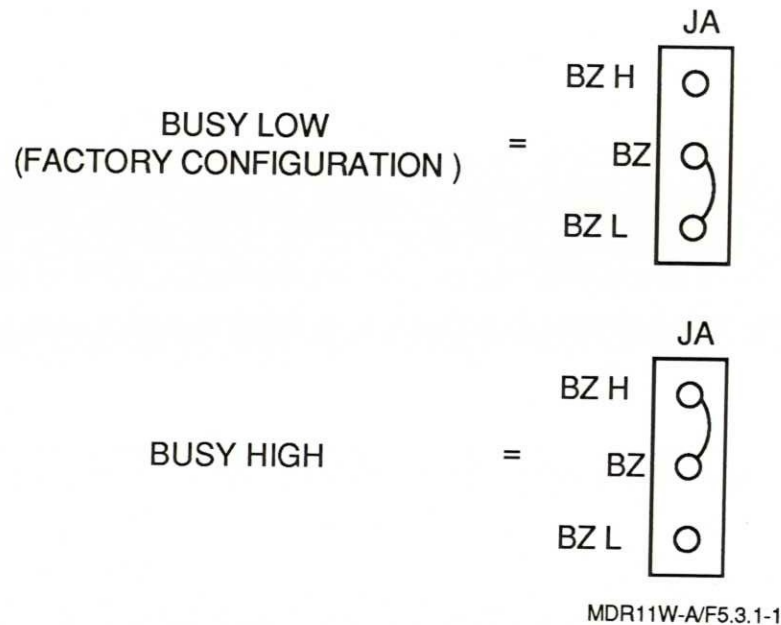 JA
BZ H
BUSY LOW
(FACTORY CONFIGURATION )
=
BZ
BZ L
JA
BZ H
BUSY HIGH
=
BZ
BZ L
MDR11W-A/F5.3.1-1